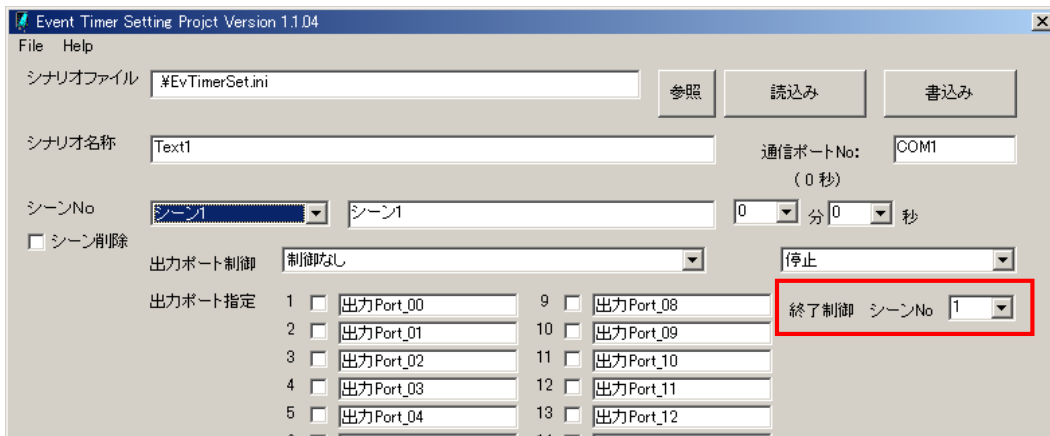 Event Timer Setting Projct Version 1.1.04
File Help
シナリオファイル .¥EvTimerSet.ini 参照 読込み 書込み
シナリオ名称 Text1 通信ポートNo: COM1
(0秒)
シーンNo シーン1 シーン1 0 分 0 秒
シーン削除
出力ポート制御 制御なし 停止
出力ポート指定 1 出力Port_00 9 出力Port_08 終了制御 シーンNo 1
2 出力Port_01 10 出力Port_09
3 出力Port_02 11 出力Port_10
4 出力Port_03 12 出力Port_11
5 出力Port_04 13 出力Port_12